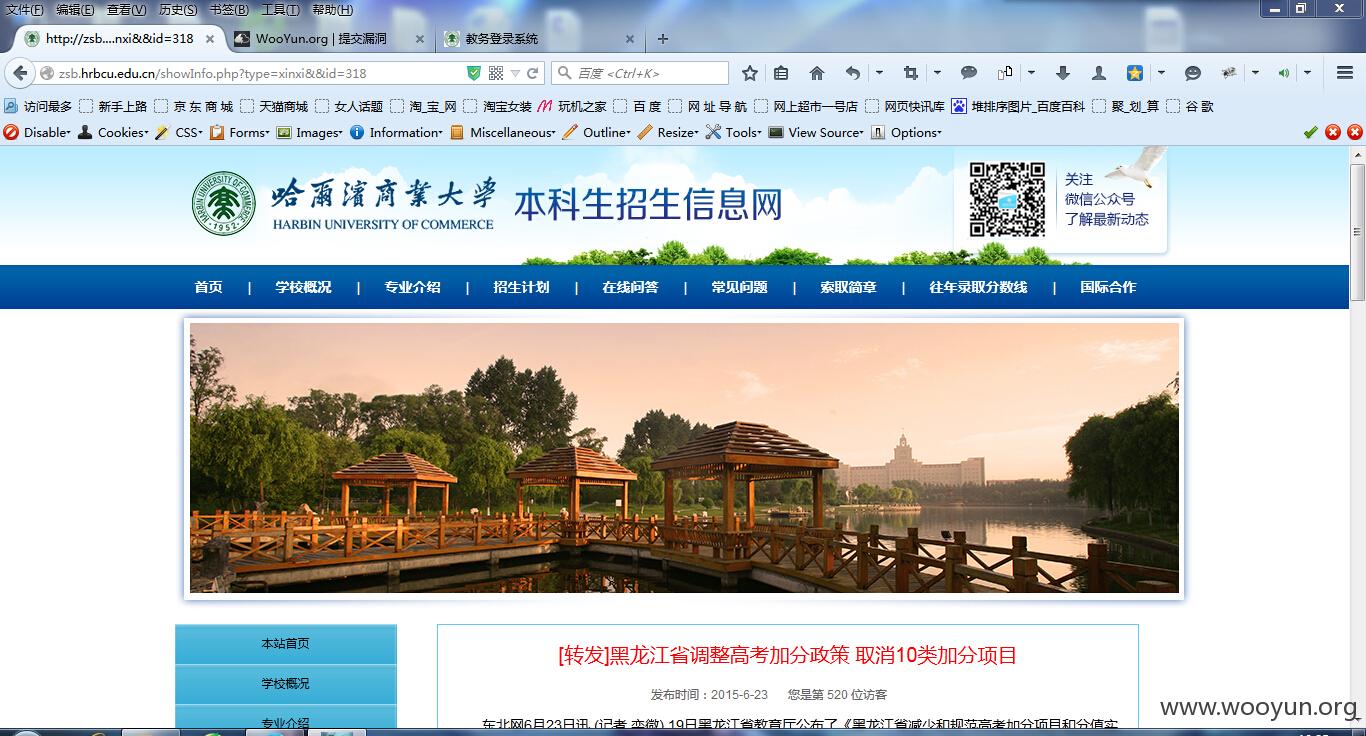 文件(F) 编辑(E) 查看(V) 历史(S) 书签(B) 工具(T) 帮助(H)
http://zsb....nxi&&id=318 × WooYun.org | 提交漏洞 × 教务登录系统 × +
zsb.hrbcu.edu.cn/showInfo.php?type=xinxi&&id=318 百度 <Ctrl+K>
访问最多 新手上路 京 东 商 城 天猫商城 女人话题 淘_宝_网 淘宝女装 玩机之家 百 度 网 址 导 航 网上超市一号店 网页快讯库 堆排序图片_百度百科 聚_划_算 谷 歌
Disable Cookies CSS Forms Images Information Miscellaneous Outline Resize Tools View Source Options
HARBIN UNIVERSITY OF COMMERCE
·1952·
哈爾濱商業大学
HARBIN UNIVERSITY OF COMMERCE
本科生招生信息网
关注
微信公众号
了解最新动态
首页 | 学校概况 | 专业介绍 | 招生计划 | 在线问答 | 常见问题 | 索取简章 | 往年录取分数线 | 国际合作
本站首页
学校概况
专业介绍
[转发]黑龙江省调整高考加分政策 取消10类加分项目
发布时间：2015-6-23 您是第 520 位访客
东北网6月23日讯 (记者 栾微) 19日黑龙江省教育厅公布了《黑龙江省减少和规范高考加分项目和分值实
www.wooyun.org